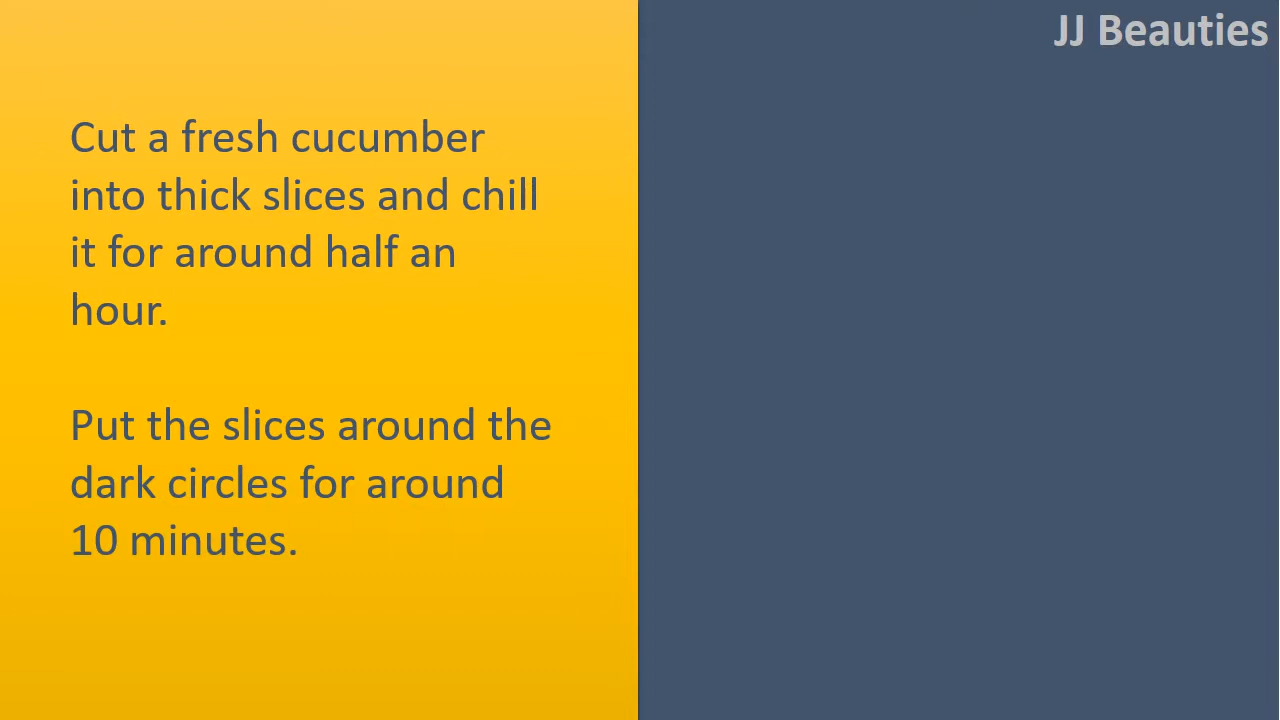 JJ Beauties
Cut a fresh cucumber
into thick slices and chill
it for around half an
hour.
Put the slices around the
dark circles for around
10 minutes.